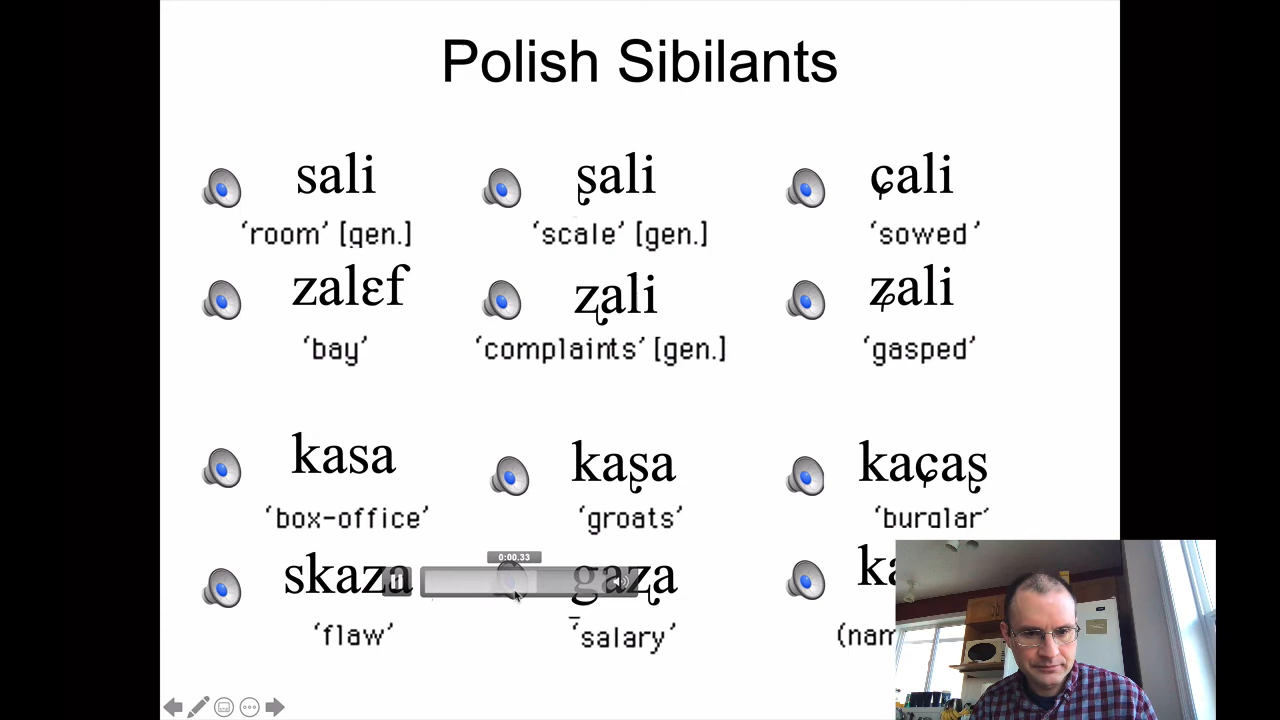 Polish Sibilants
sali ʂali ɕali
‘room’ [gen.] ‘scale’ [gen.] ‘sowed’
zalɛf ʐali ʑali
‘bay’ ‘complaints’ [gen.] ‘gasped’
kasa kaʂa kaɕaʂ
‘box-office’ ‘groats’ ‘burglar’
0:00.33
skaza gaʐa
‘flaw’ ‘salary’